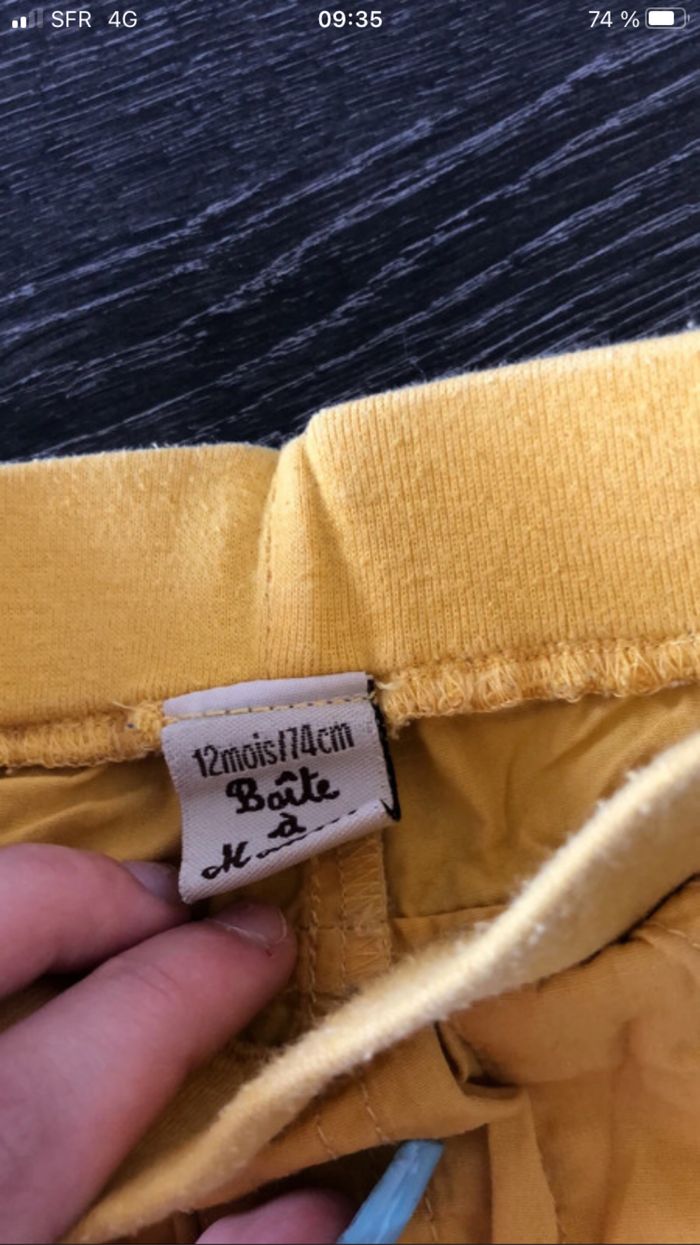 SFR 4G 09:35 74 %
12mois/74cm
Boîte
à